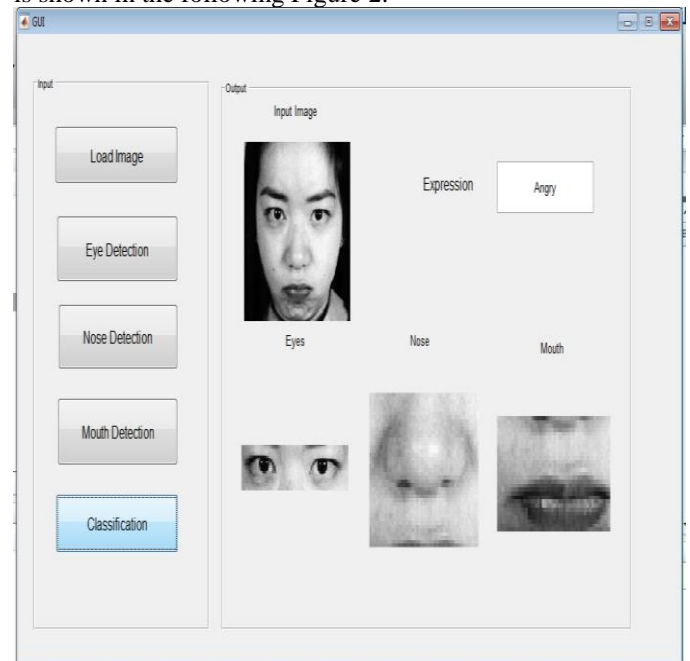 is shown in the following Figure 2.
GUI
Input
Load Image
Eye Detection
Nose Detection
Mouth Detection
Classification
Output
Input Image
Expression
Angry
Eyes
Nose
Mouth